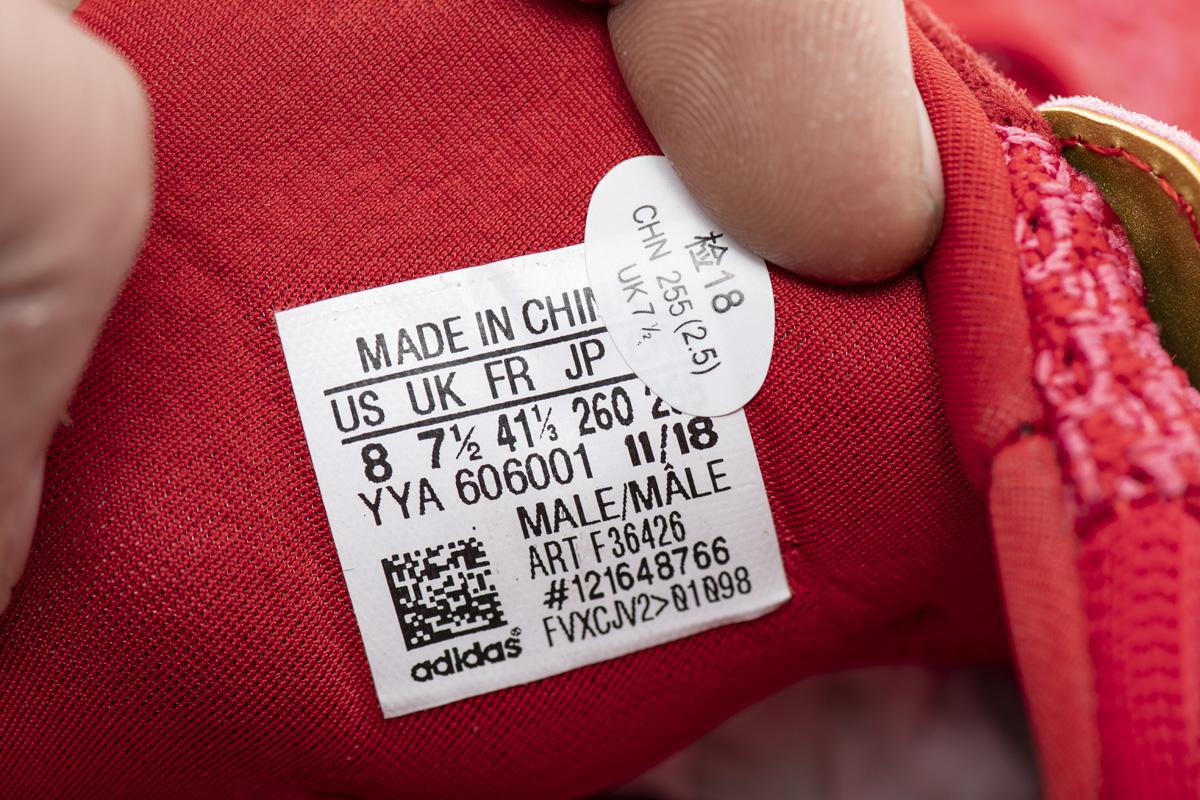 检18
CHN 255(2.5)
UK7½
MADE IN CHIN
US UK FR JP
8 7½ 41⅓ 260
YYA 606001 11/18
MALE/MÂLE
ART F36426
#121648766
FVXCJV2>01098
adidas®